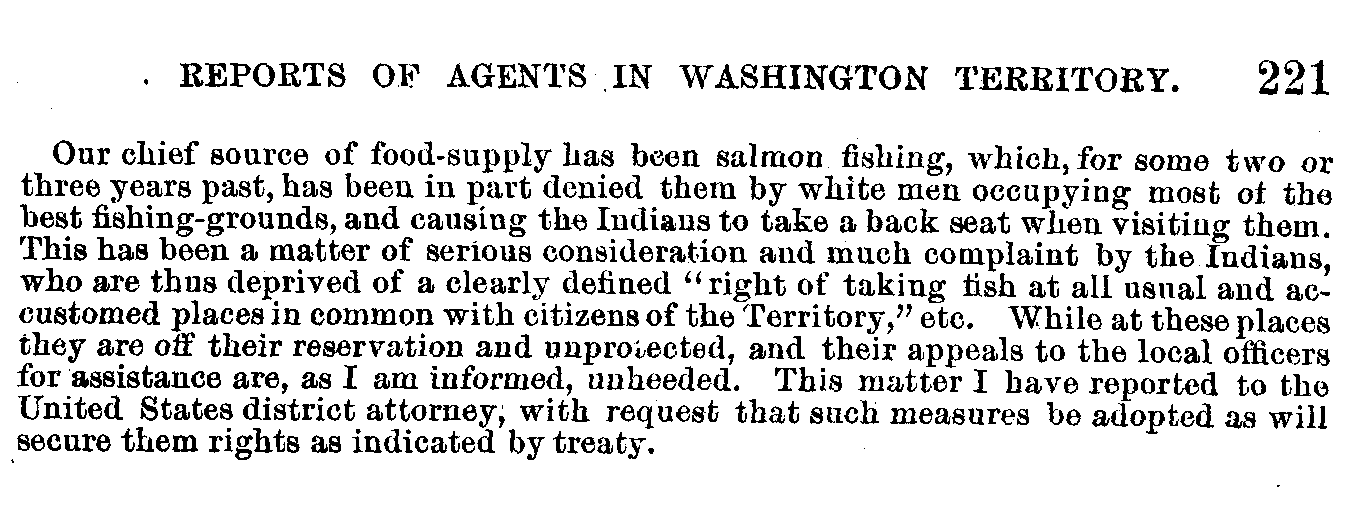 REPORTS OF AGENTS IN WASHINGTON TERRITORY. 221
Our chief source of food-supply has been salmon fishing, which, for some two or
three years past, has been in part denied them by white men occupying most of the
best fishing-grounds, and causing the Indians to take a back seat when visiting them.
This has been a matter of serious consideration and much complaint by the Indians,
who are thus deprived of a clearly defined "right of taking fish at all usual and ac-
customed places in common with citizens of the Territory," etc. While at these places
they are off their reservation and unprotected, and their appeals to the local officers
for assistance are, as I am informed, unheeded. This matter I have reported to the
United States district attorney, with request that such measures be adopted as will
secure them rights as indicated by treaty.